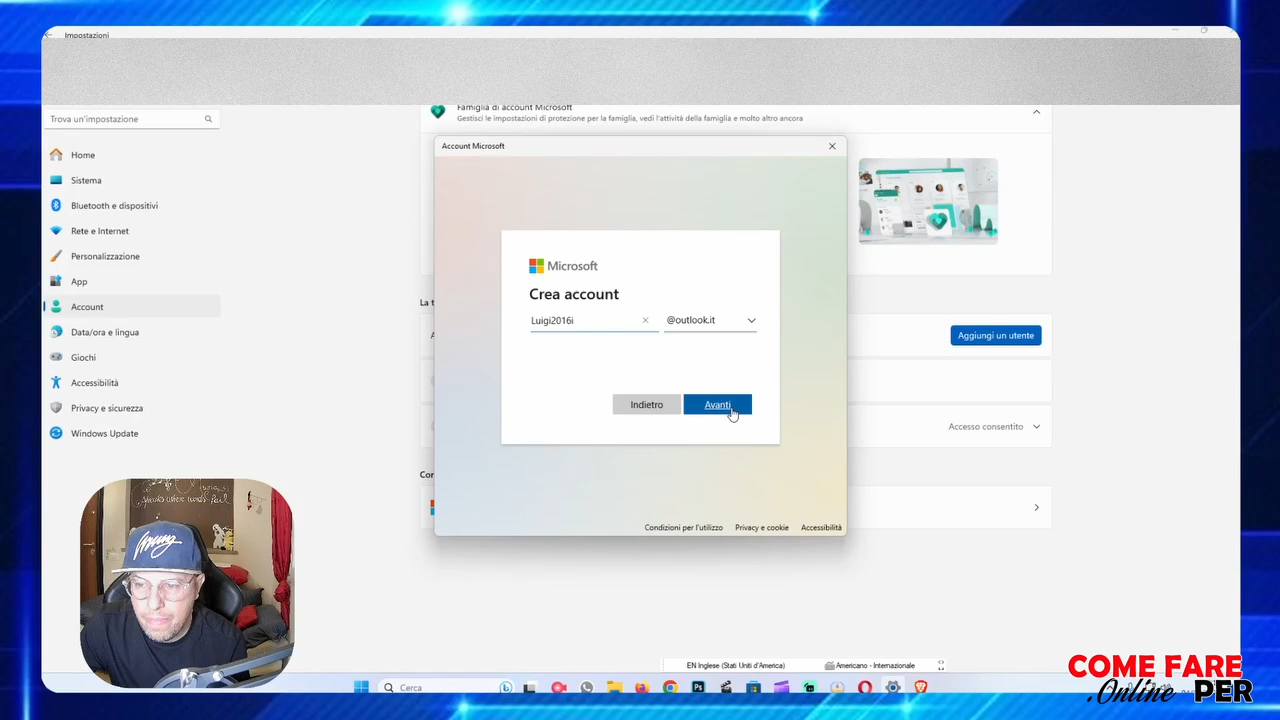 Impostazioni
Famiglia di account Microsoft
Trova un'impostazione
Gestisci le impostazioni di protezione per la famiglia, vedi l'attività della famiglia e molto altro ancora
Account Microsoft
Home
Sistema
Bluetooth e dispositivi
Rete e Internet
Personalizzazione
App
Account
Data/ora e lingua
Giochi
Accessibilità
Privacy e sicurezza
Windows Update
Microsoft
Crea account
Luigi2016i
@outlook.it
Indietro
Avanti
Condizioni per l'utilizzo
Privacy e cookie
Accessibilità
La
Aggiungi un utente
Accesso consentito
EN Inglese (Stati Uniti d'America)
Americano - Internazionale
Cerca
COME FARE
.Online PER